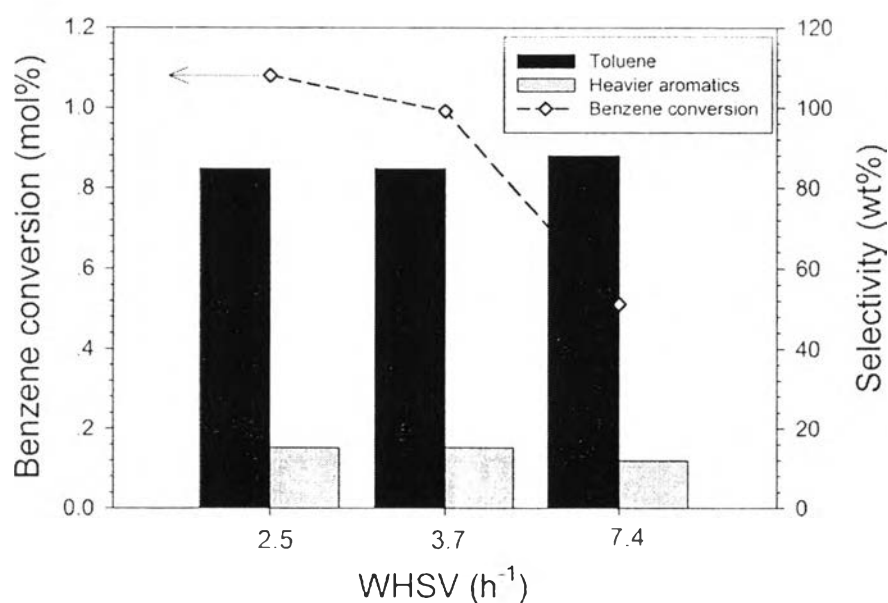 1.2
1.0
.8
.6
.4
.2
0.0
Benzene conversion (mol%)
Toluene
Heavier aromatics
Benzene conversion
120
100
80
60
40
20
0
Selectivity (wt%)
2.5 3.7 7.4
WHSV (h⁻¹)